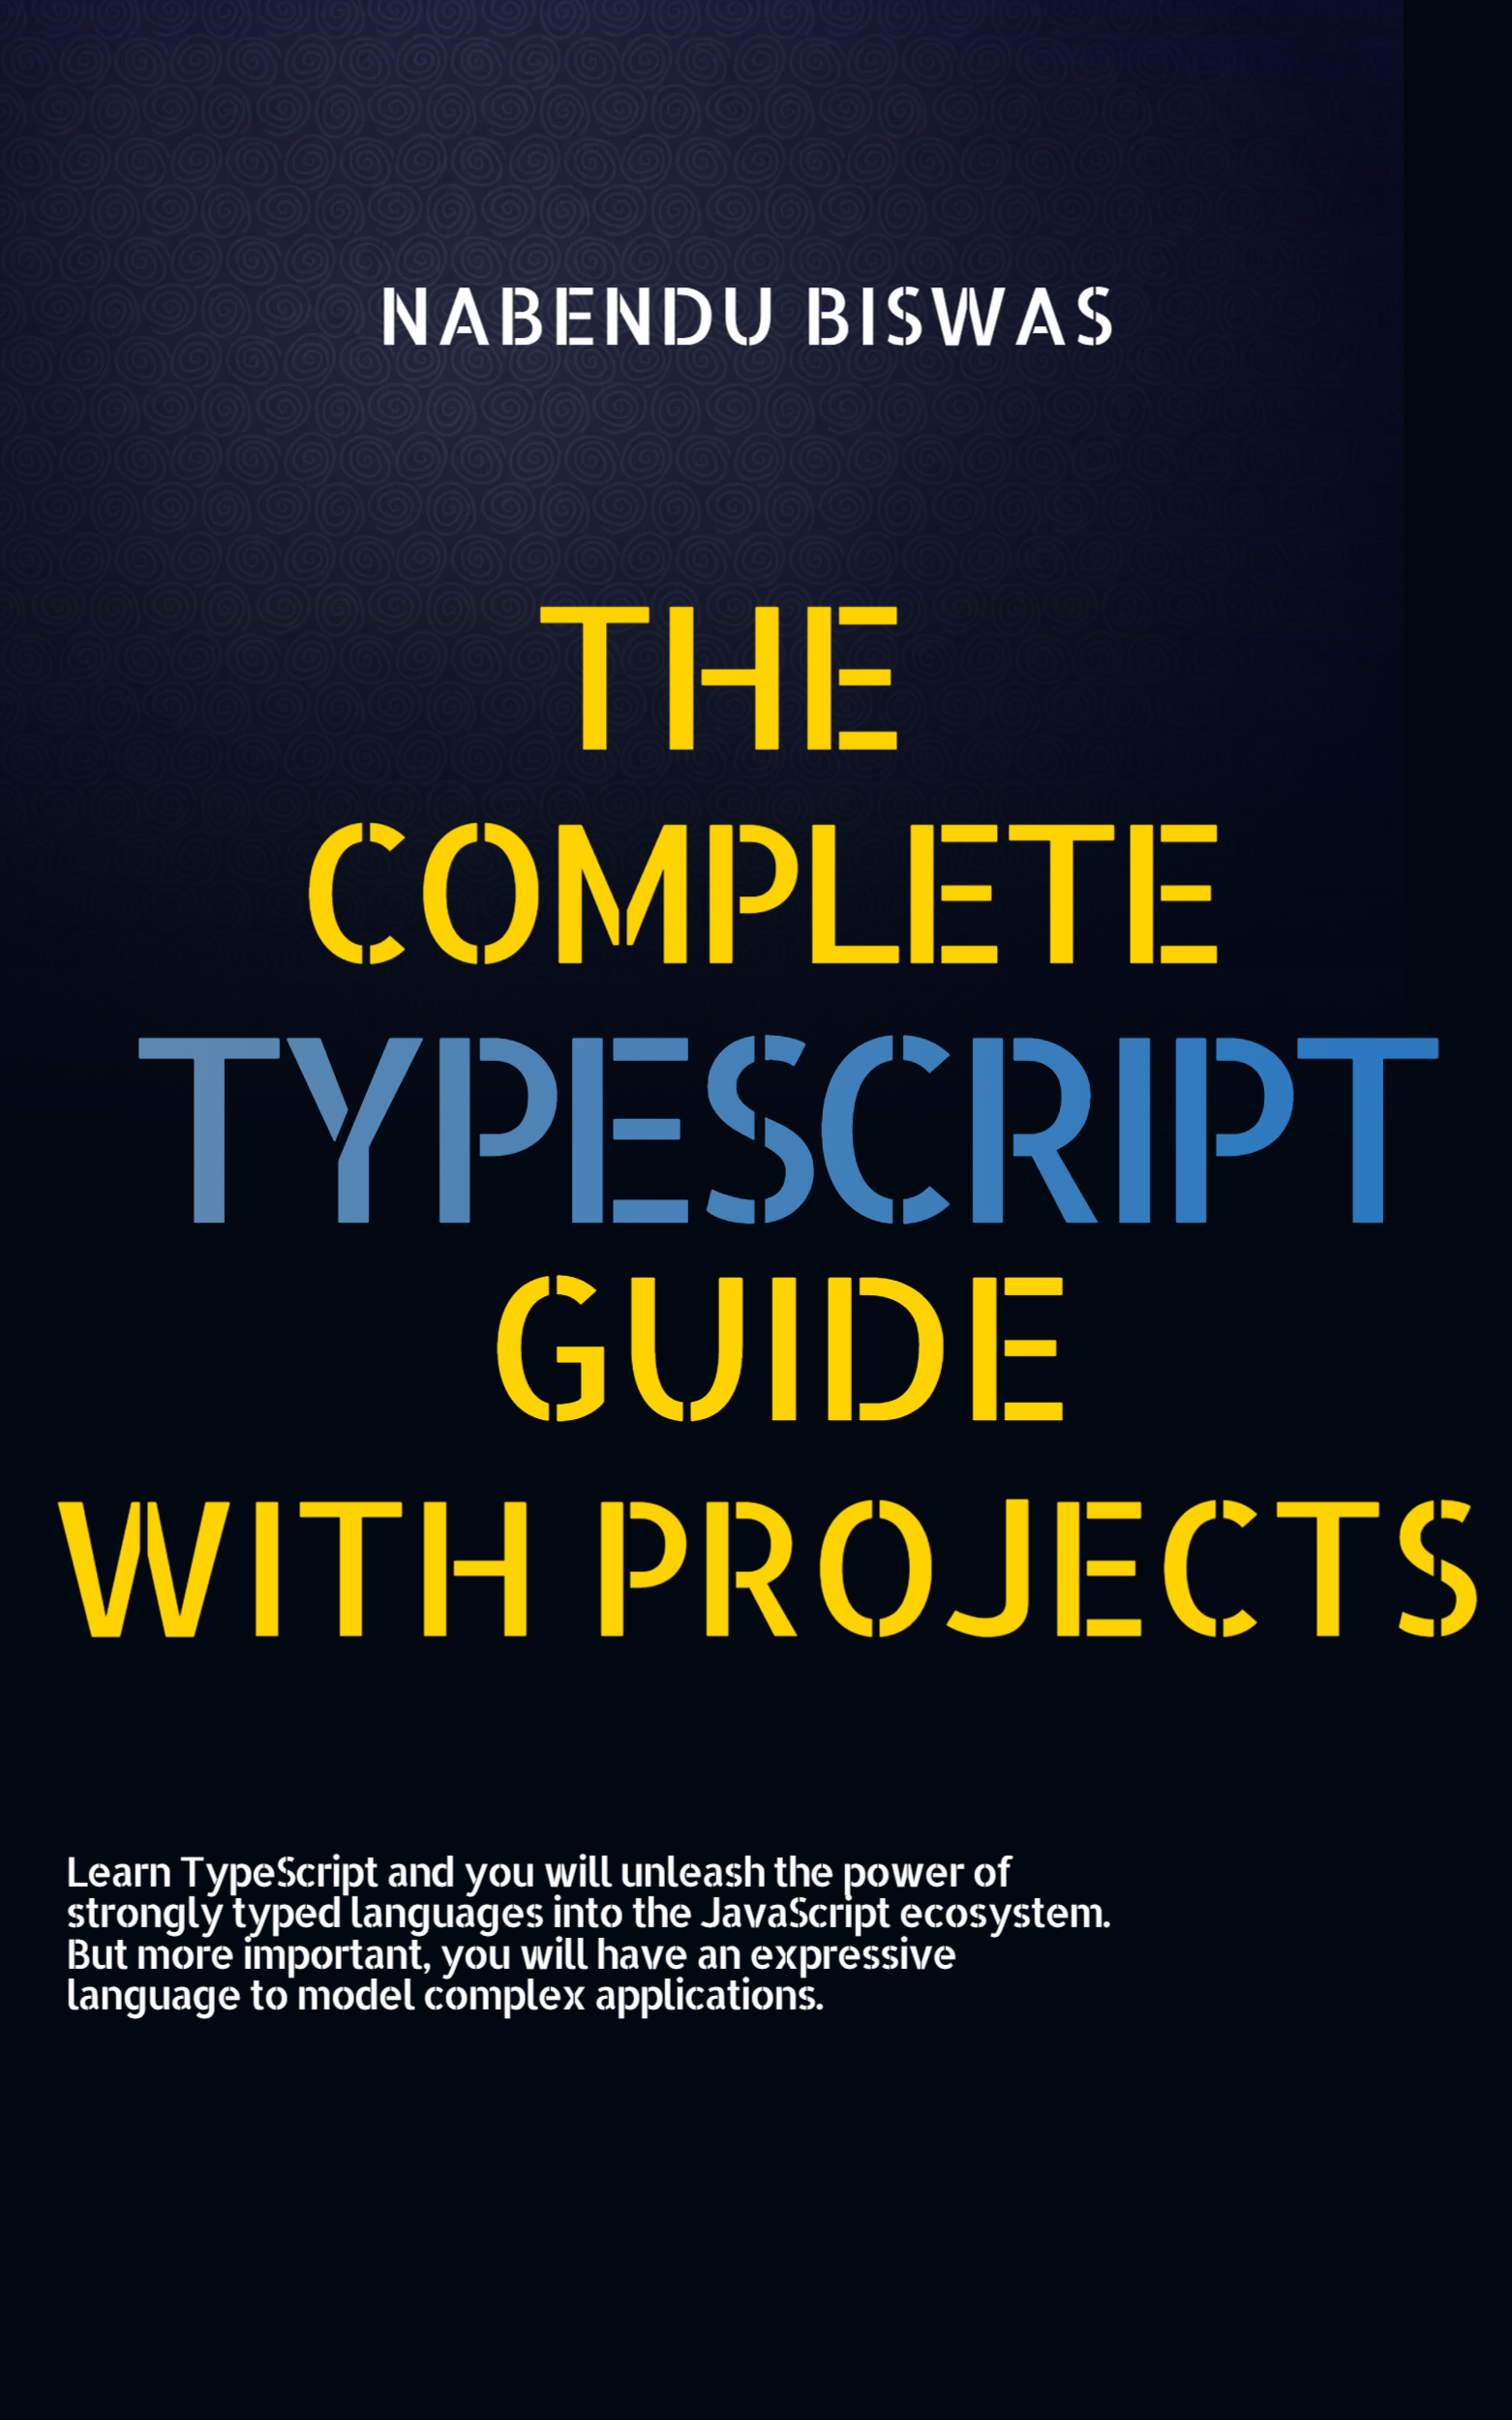 NABENDU BISWAS
THE
COMPLETE
TYPESCRIPT
GUIDE
WITH PROJECTS
Learn TypeScript and you will unleash the power of
strongly typed languages into the JavaScript ecosystem.
But more important, you will have an expressive
language to model complex applications.